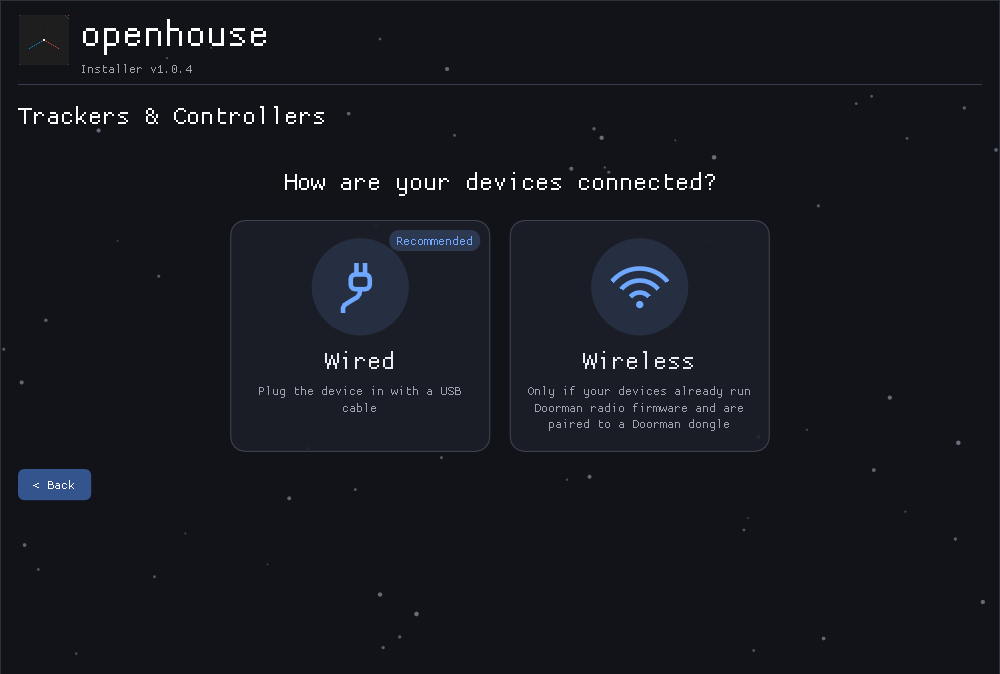 openhouse
Installer v1.0.4
Trackers & Controllers
How are your devices connected?
Recommended
Wired
Plug the device in with a USB
cable
Wireless
Only if your devices already run
Doorman radio firmware and are
paired to a Doorman dongle
< Back